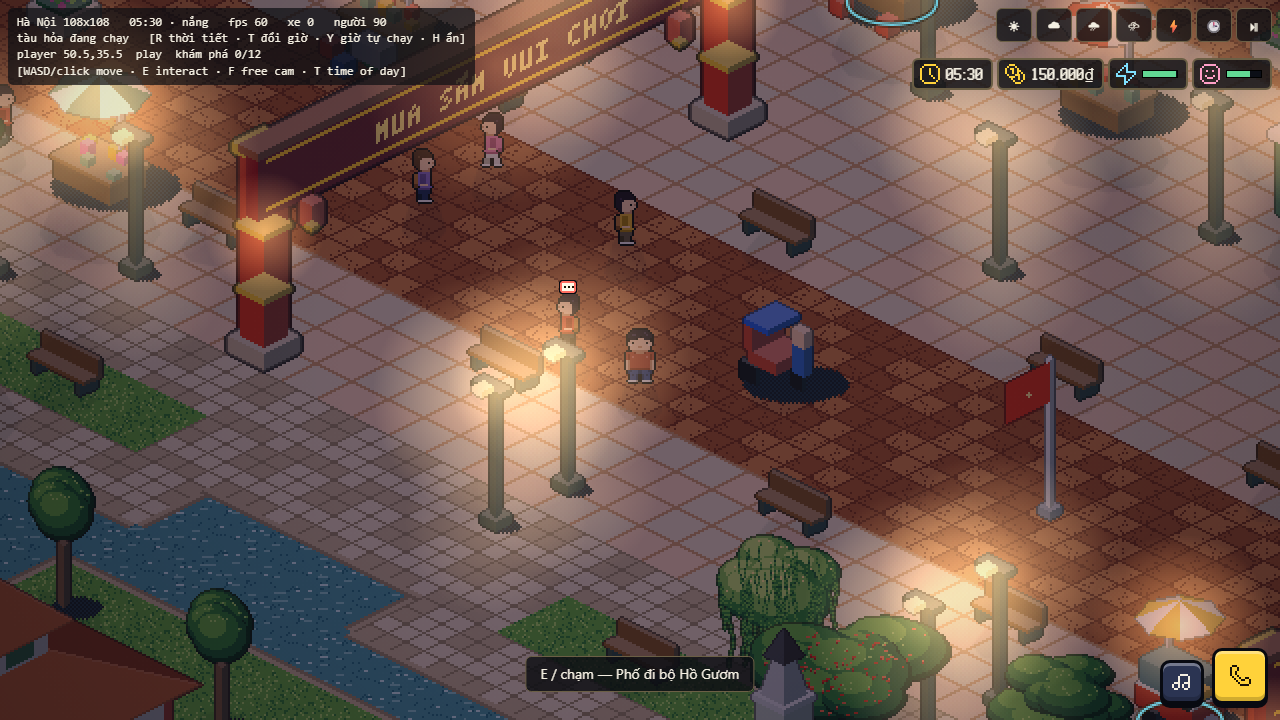 Hà Nội 108x108 05:30 · nắng fps 60 xe 0 người 90
tàu hỏa đang chạy [R thời tiết · T đổi giờ · Y giờ tự chạy · H ẩn]
player 50.5,35.5 play khám phá 0/12
[WASD/click move · E interact · F free cam · T time of day]
05:30
150.000₫
MUA SẮM VUI CHƠI
E / chạm — Phố đi bộ Hồ Gươm